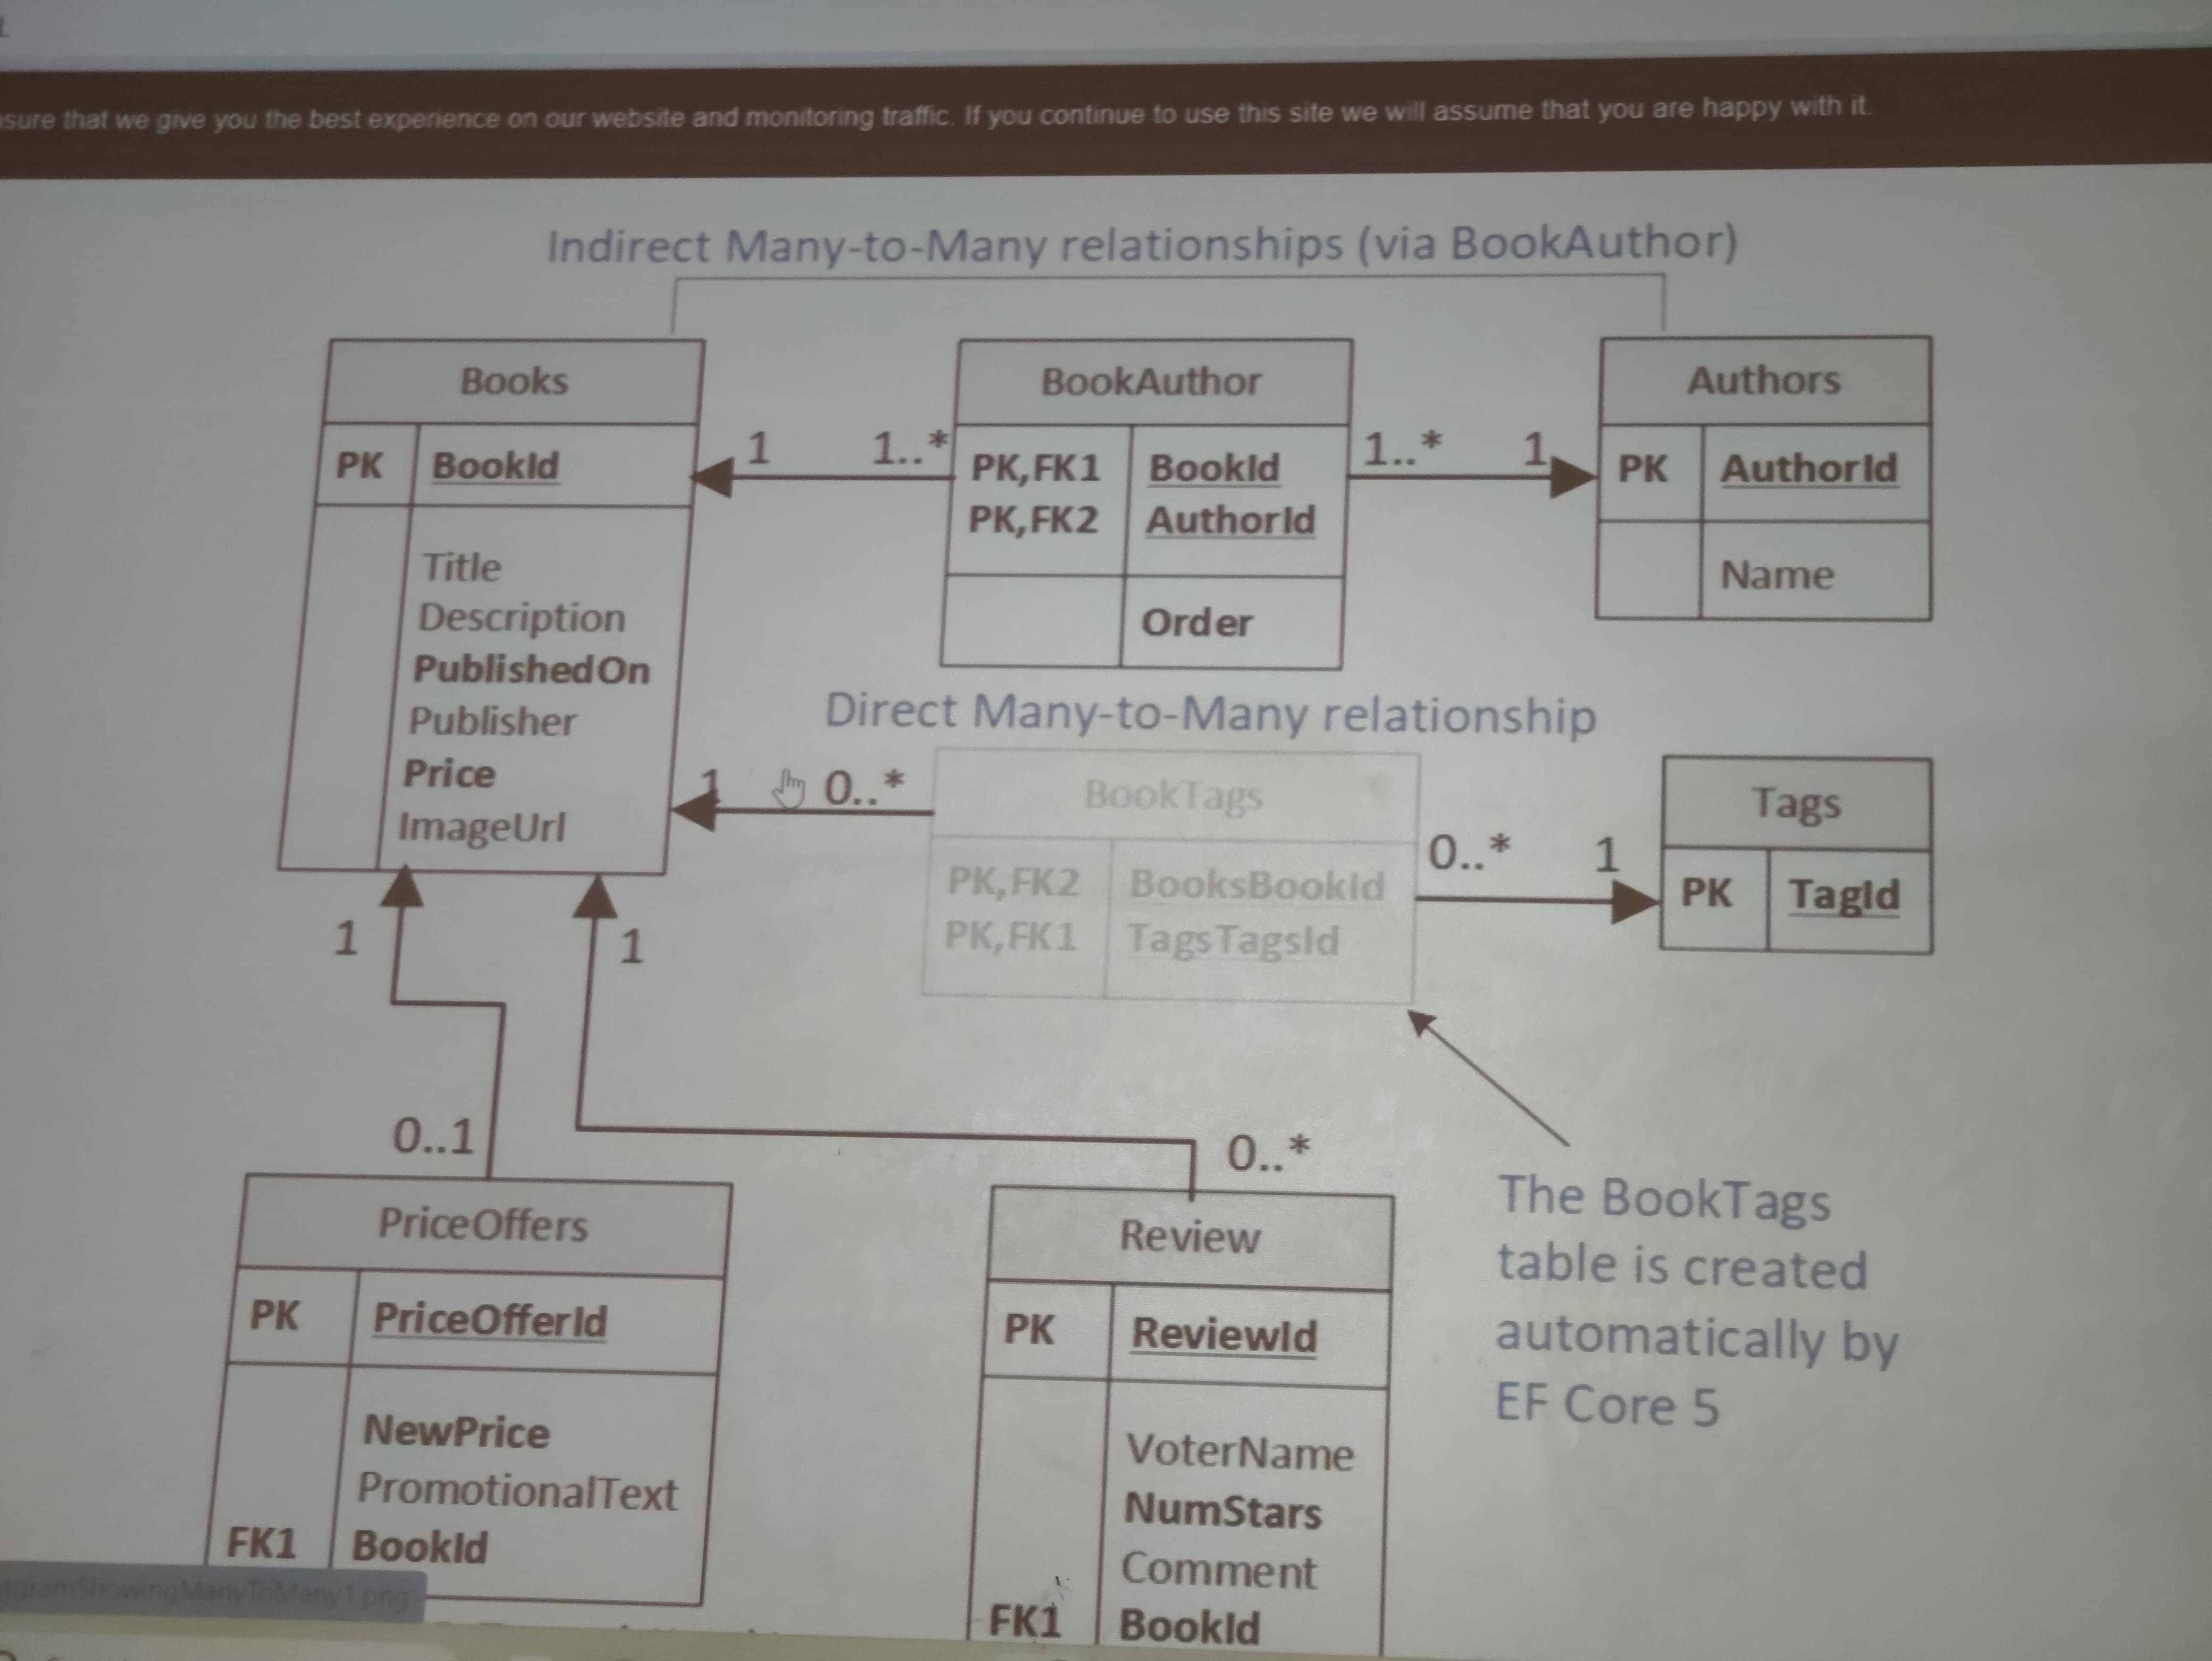 sure that we give you the best experience on our website and monitoring traffic. If you continue to use this site we will assume that you are happy with it.
Indirect Many-to-Many relationships (via BookAuthor)
Books
PK BookId
Title
Description
PublishedOn
Publisher
Price
ImageUrl
1 1..*
BookAuthor
PK,FK1 BookId
PK,FK2 AuthorId
Order
1..* 1
Authors
PK AuthorId
Name
Direct Many-to-Many relationship
1 0..*
BookTags
PK,FK2 BooksBookId
PK,FK1 TagsTagsId
0..* 1
Tags
PK TagId
1
1
0..1
0..*
PriceOffers
PK PriceOfferId
NewPrice
PromotionalText
FK1 BookId
Review
PK ReviewId
VoterName
NumStars
Comment
FK1 BookId
The BookTags
table is created
automatically by
EF Core 5
agramShowingManyToMany1.png